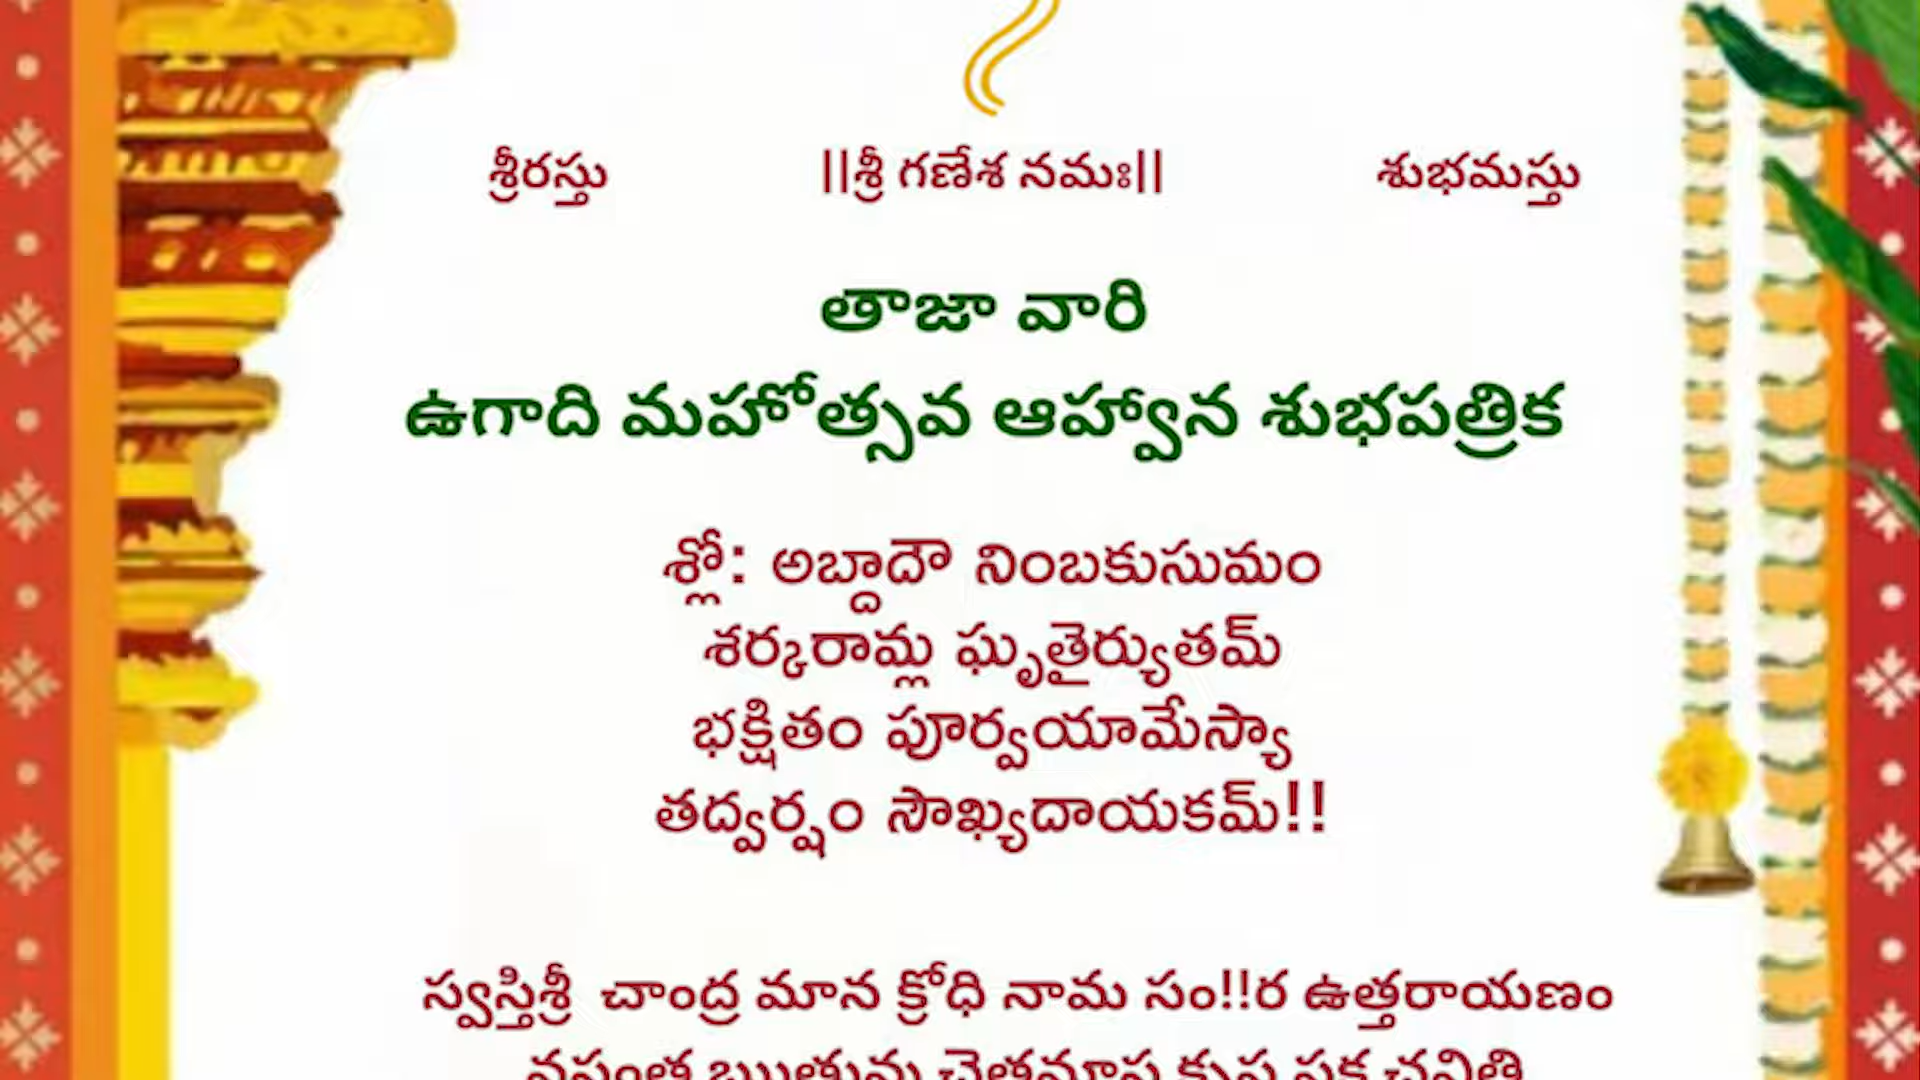 శ్రీరస్తు ||శ్రీ గణేశ నమః|| శుభమస్తు
తాజా వారి
ఉగాది మహోత్సవ ఆహ్వాన శుభపత్రిక
శ్లో: అబ్దాదౌ నింబకుసుమం
శర్కరామ్ల ఘృతైర్యుతమ్
భక్షితం పూర్వయామేస్యా
తద్వర్షం సౌఖ్యదాయకమ్!!
స్వస్తిశ్రీ చాంద్ర మాన క్రోధి నామ సం!!ర ఉత్తరాయణం